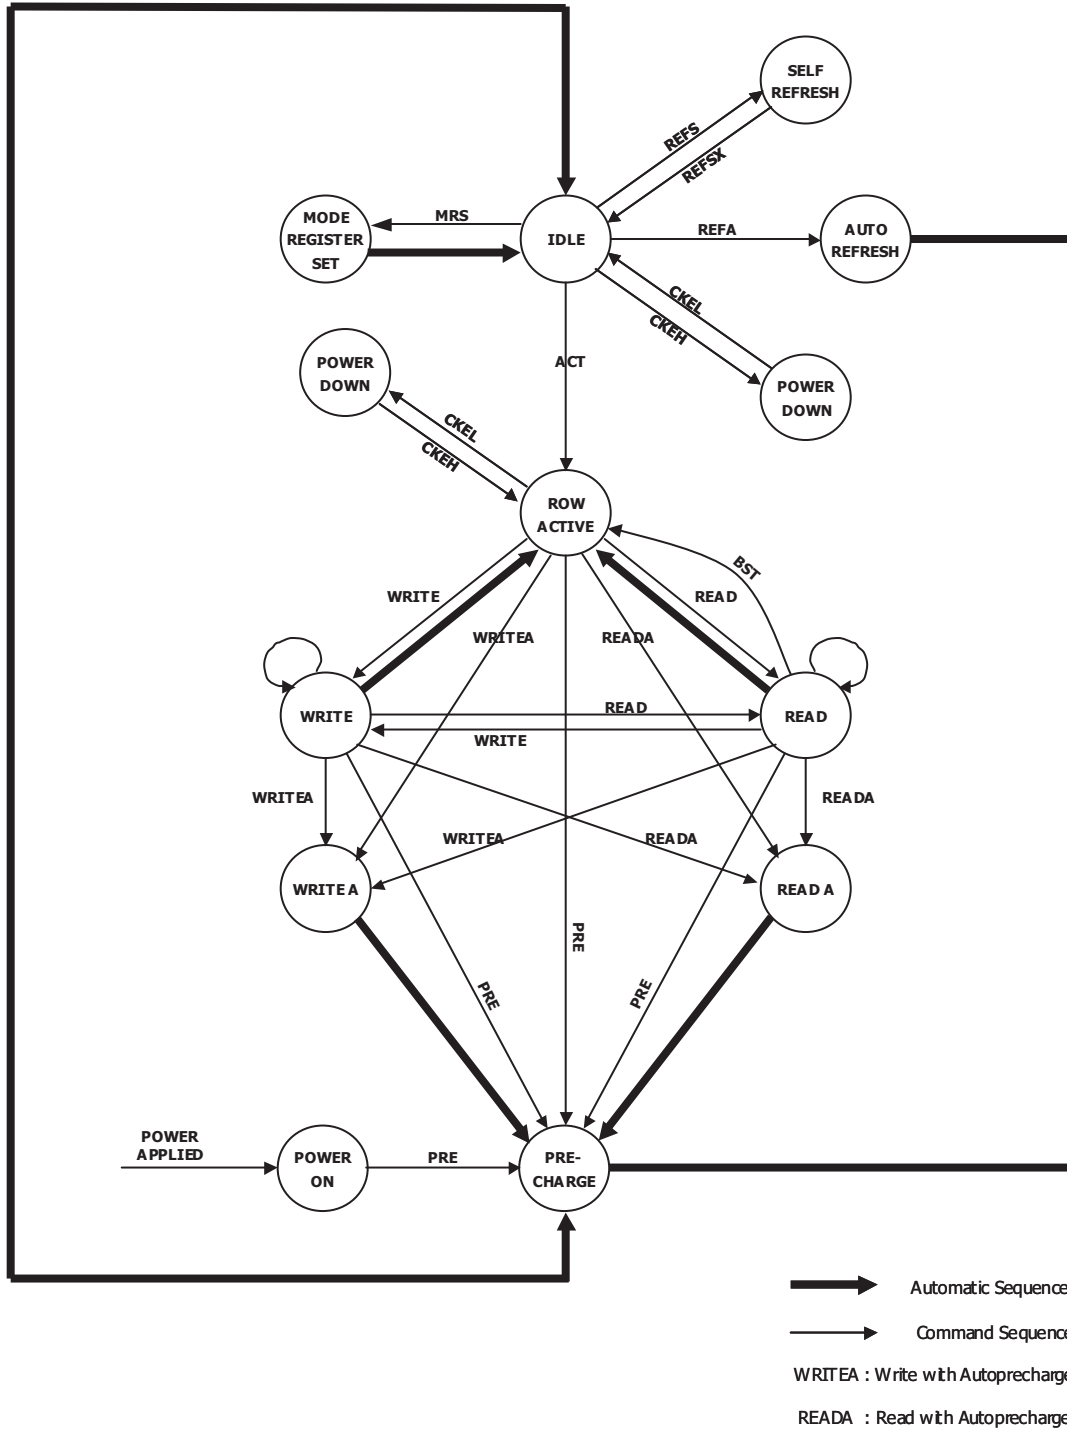 SELF
REFRESH
REFS
REFSX
MODE
REGISTER
SET
MRS
IDLE
REFA
AUTO
REFRESH
CKEL
CKEH
POWER
DOWN
ACT
POWER
DOWN
CKEL
CKEH
ROW
ACTIVE
BST
WRITE
READ
WRITEA
READA
WRITE
READ
WRITE
READ
WRITEA
READA
WRITEA
READA
WRITE A
READ A
PRE
PRE
PRE
POWER
APPLIED
POWER
ON
PRE
PRE-
CHARGE
Automatic Sequence
Command Sequence
WRITEA : Write with Autoprecharge
READA : Read with Autoprecharge